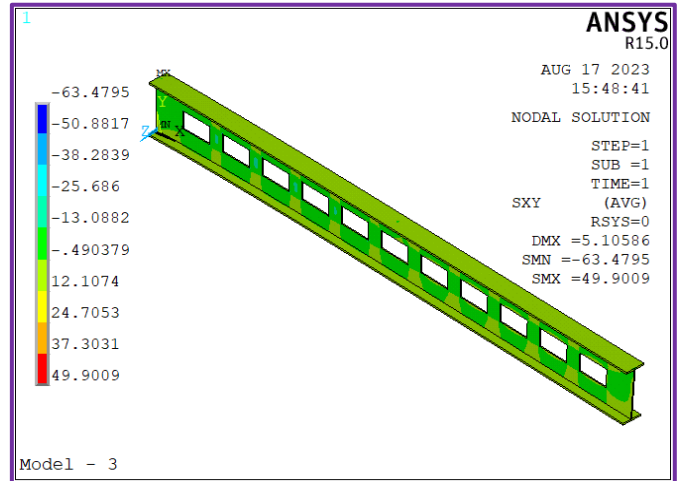 1
ANSYS
R15.0
AUG 17 2023
15:48:41
NODAL SOLUTION
STEP=1
SUB =1
TIME=1
SXY (AVG)
RSYS=0
DMX =5.10586
SMN =-63.4795
SMX =49.9009
MX
Y
MN
Z X
-63.4795
-50.8817
-38.2839
-25.686
-13.0882
-.490379
12.1074
24.7053
37.3031
49.9009
Model - 3